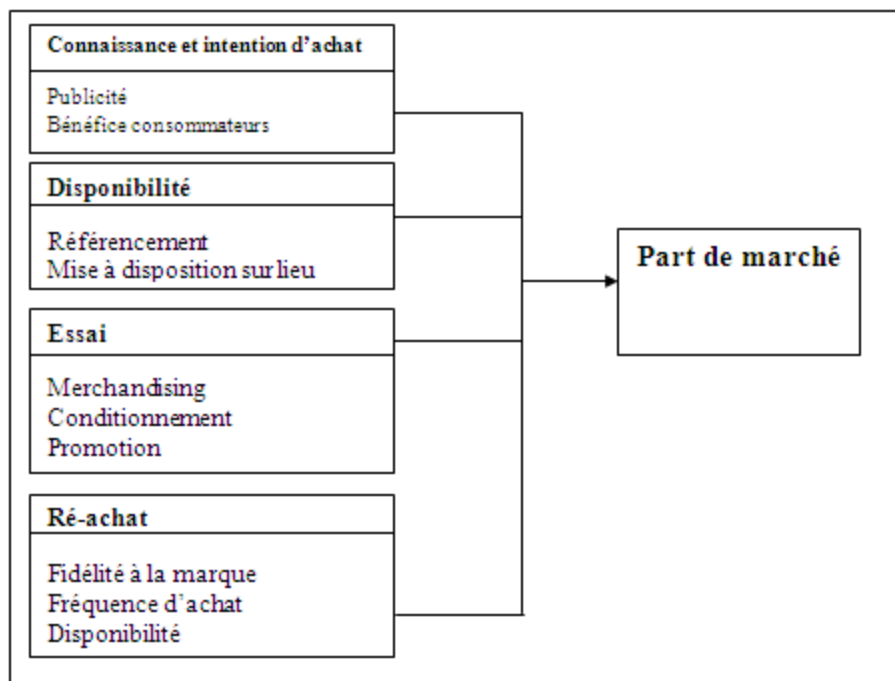 Connaissance et intention d'achat
Publicité
Bénéfice consommateurs
Disponibilité
Référencement
Mise à disposition sur lieu
Essai
Merchandising
Conditionnement
Promotion
Ré-achat
Fidélité à la marque
Fréquence d'achat
Disponibilité
Part de marché